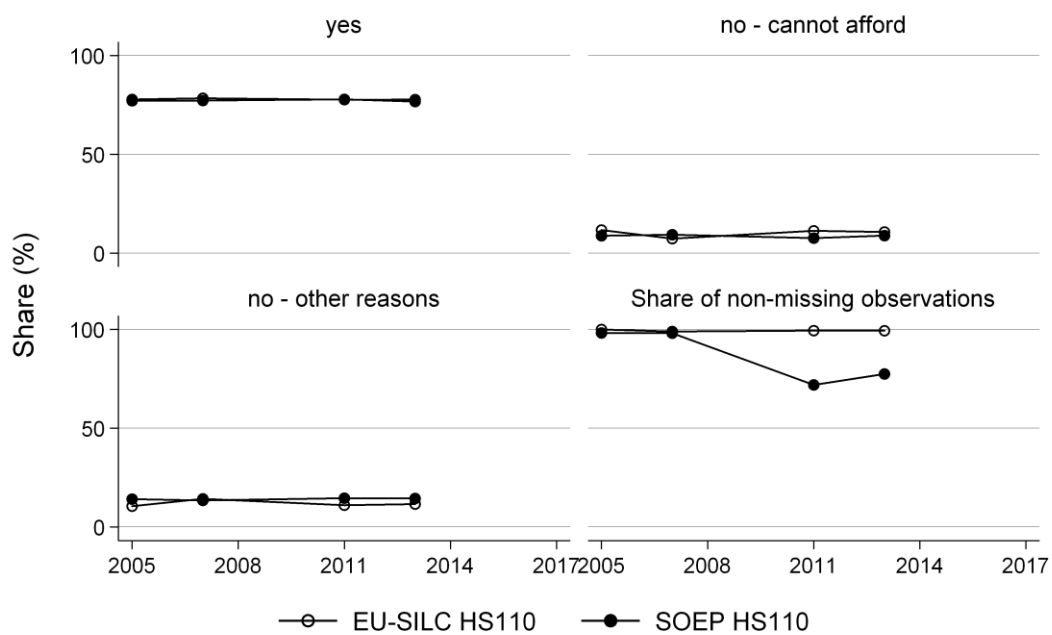 yes
no - cannot afford
100
50
0
no - other reasons
Share of non-missing observations
100
50
0
Share (%)
2005 2008 2011 2014 2017
2005 2008 2011 2014 2017
EU-SILC HS110 SOEP HS110